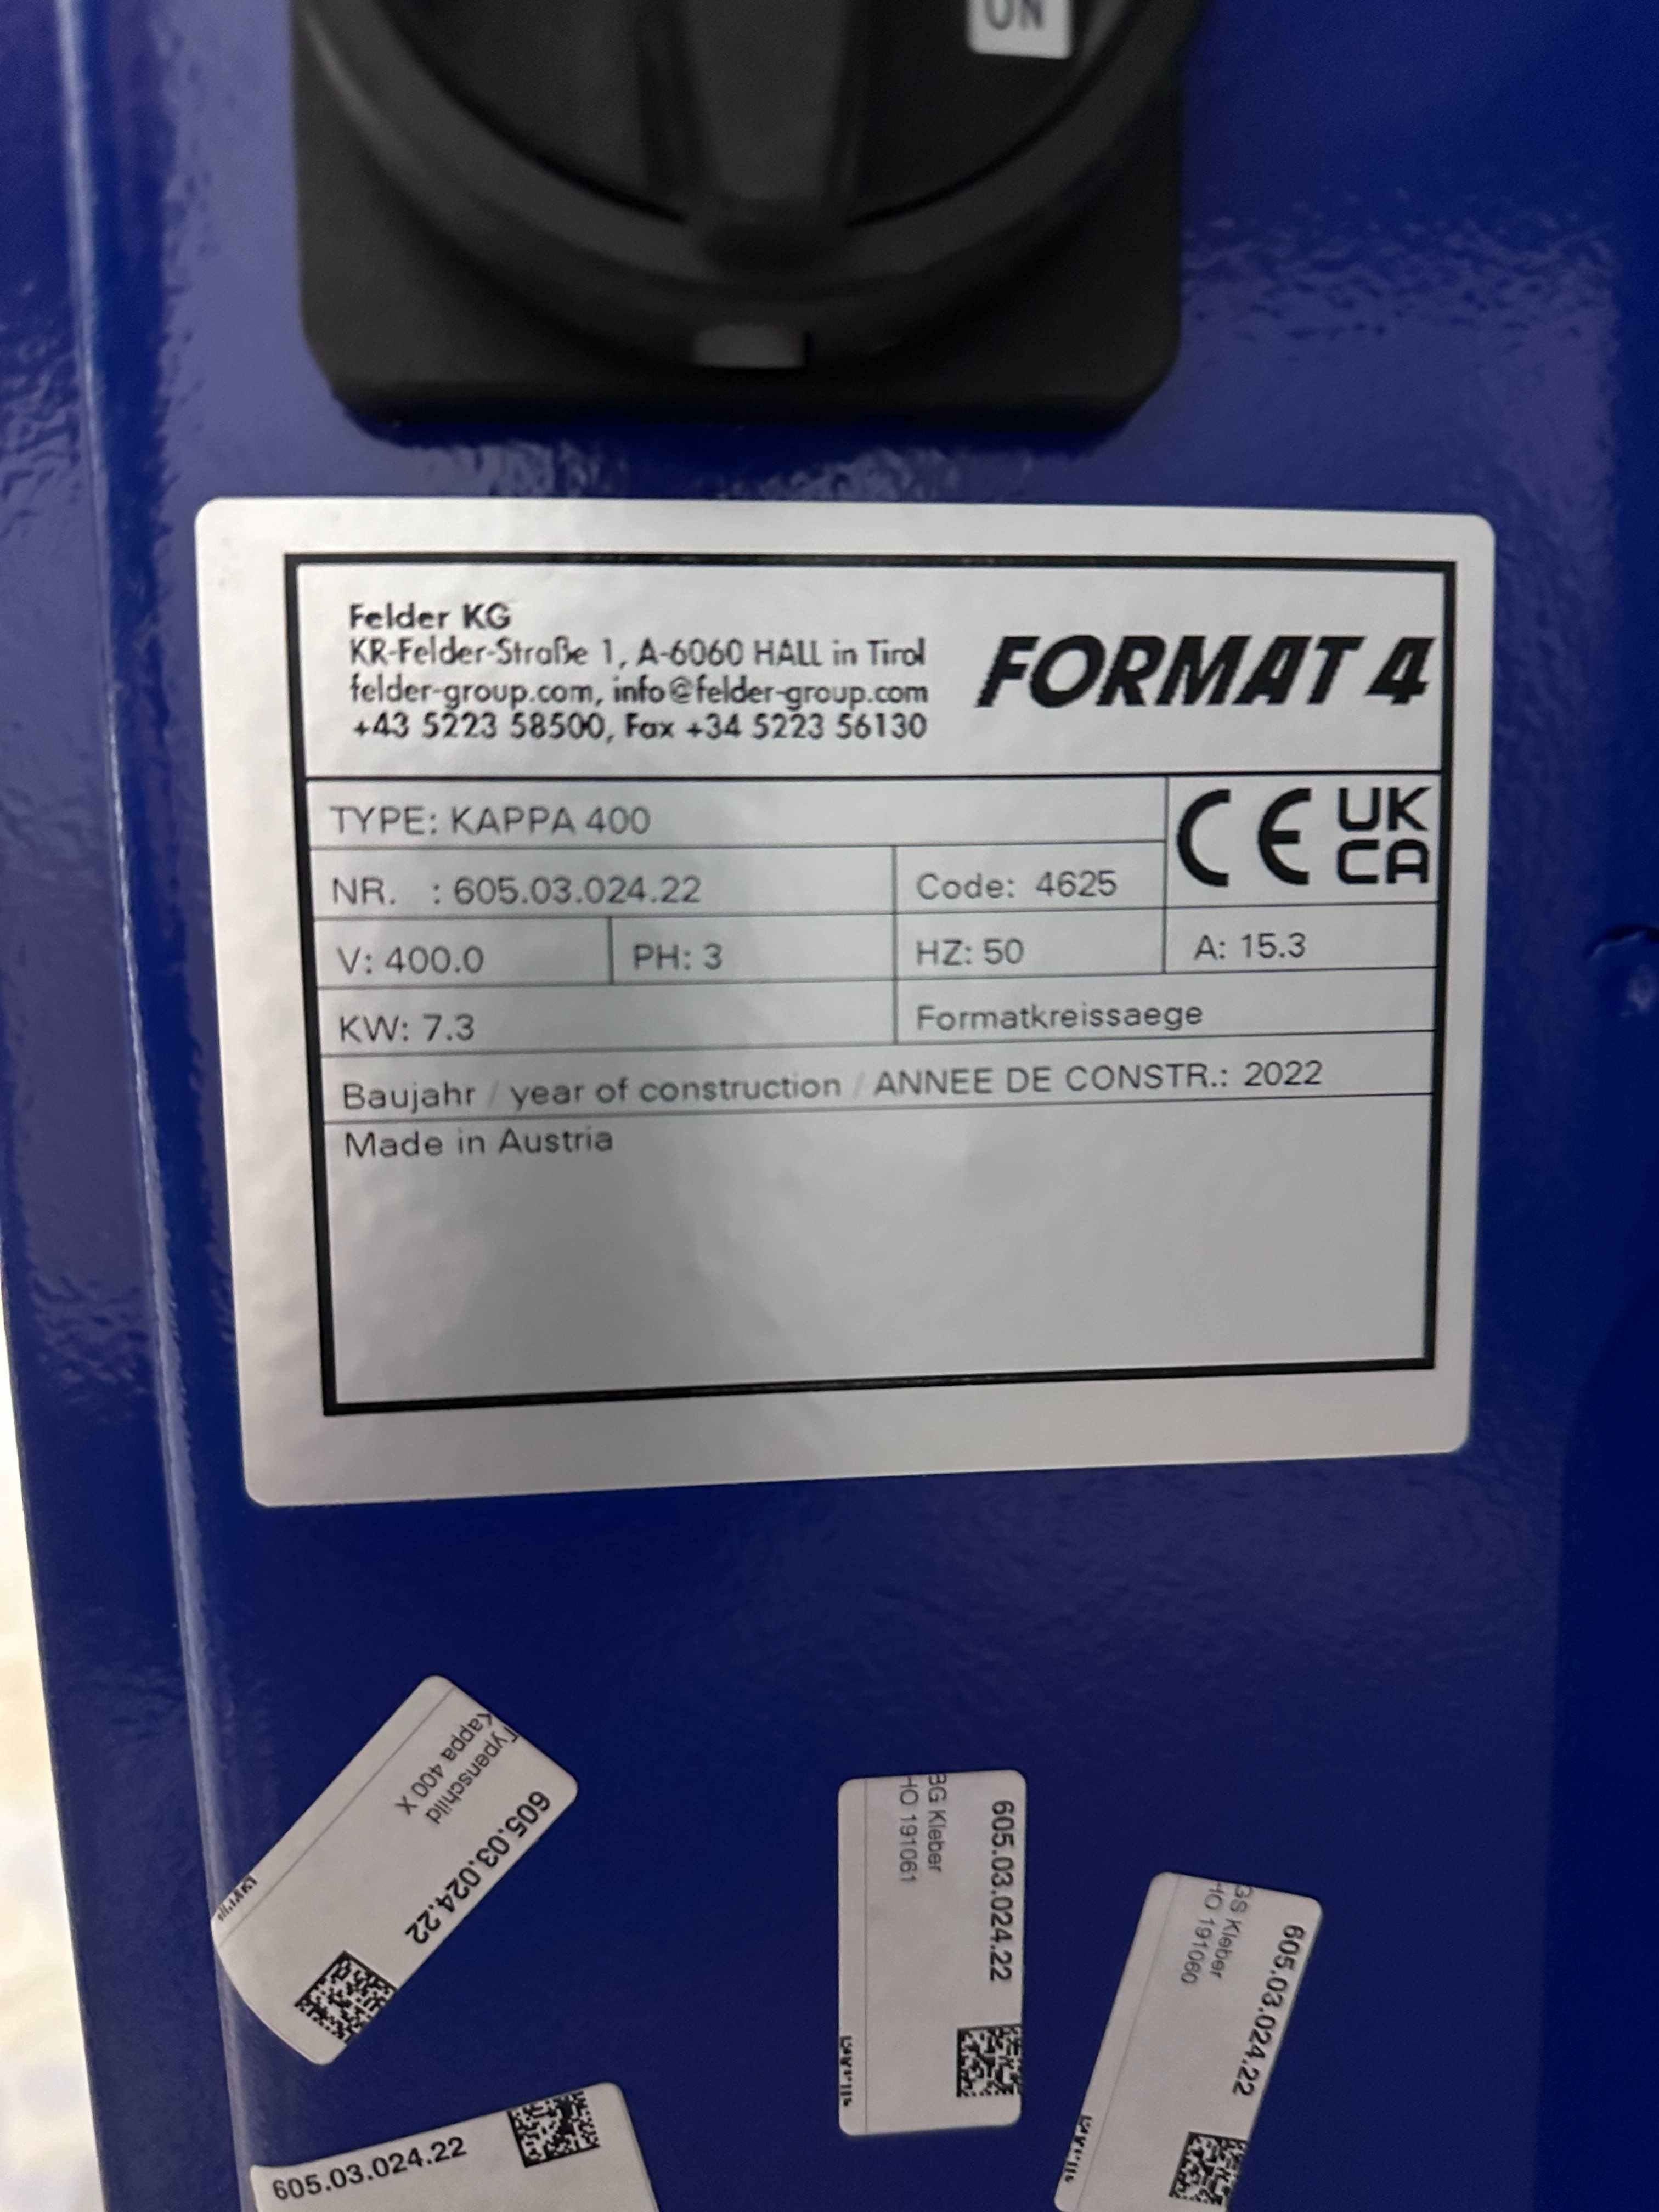 ON
Felder KG
KR-Felder-Straße 1, A-6060 HALL in Tirol
felder-group.com, info@felder-group.com
+43 5223 58500, Fax +34 5223 56130
FORMAT 4
TYPE: KAPPA 400
CE UK CA
NR. : 605.03.024.22 Code: 4625
V: 400.0 PH: 3 HZ: 50 A: 15.3
KW: 7.3 Formatkreissaege
Baujahr / year of construction / ANNEE DE CONSTR.: 2022
Made in Austria
605.03.024.22
Typenschild
Kappa 400 X
605.03.024.22
BG Kleber
HO 191061
605.03.024.22
GS Kleber
HO 191060
605.03.024.22